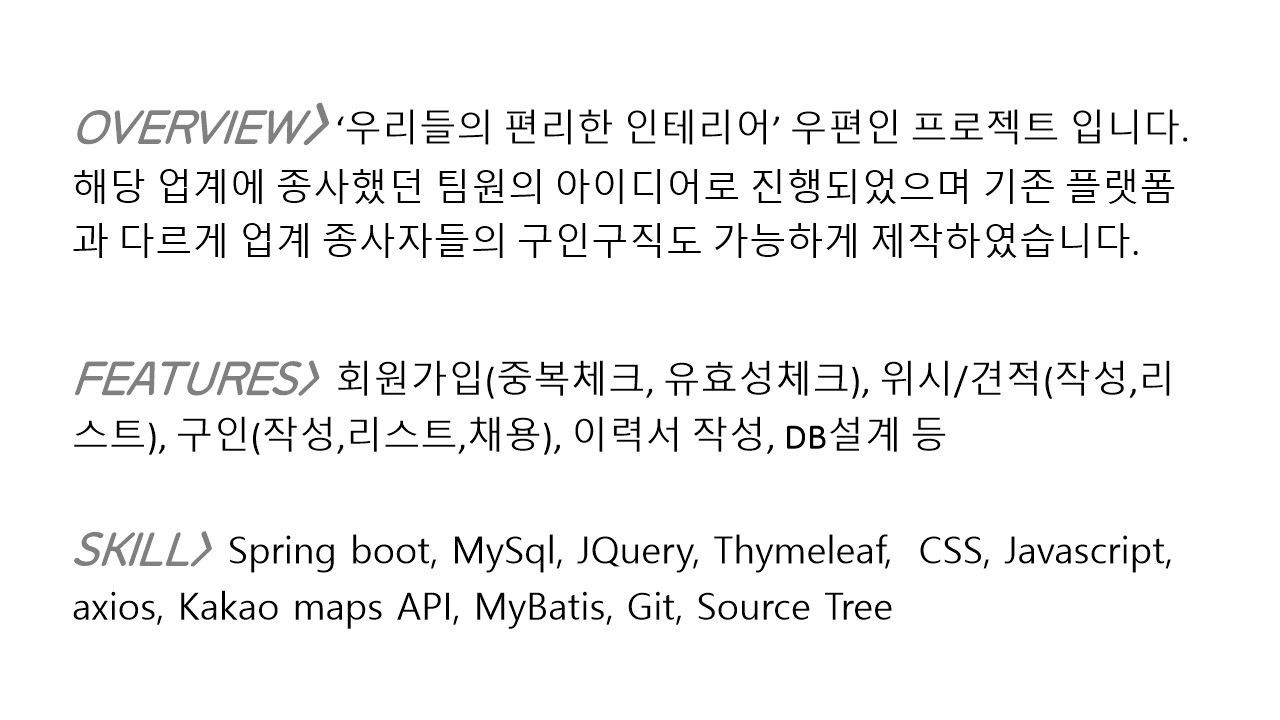 OVERVIEW> ‘우리들의 편리한 인테리어’ 우편인 프로젝트 입니다.
해당 업계에 종사했던 팀원의 아이디어로 진행되었으며 기존 플랫폼
과 다르게 업계 종사자들의 구인구직도 가능하게 제작하였습니다.
FEATURES> 회원가입(중복체크, 유효성체크), 위시/견적(작성,리
스트), 구인(작성,리스트,채용), 이력서 작성, DB설계 등
SKILL> Spring boot, MySql, JQuery, Thymeleaf,  CSS, Javascript,
axios, Kakao maps API, MyBatis, Git, Source Tree